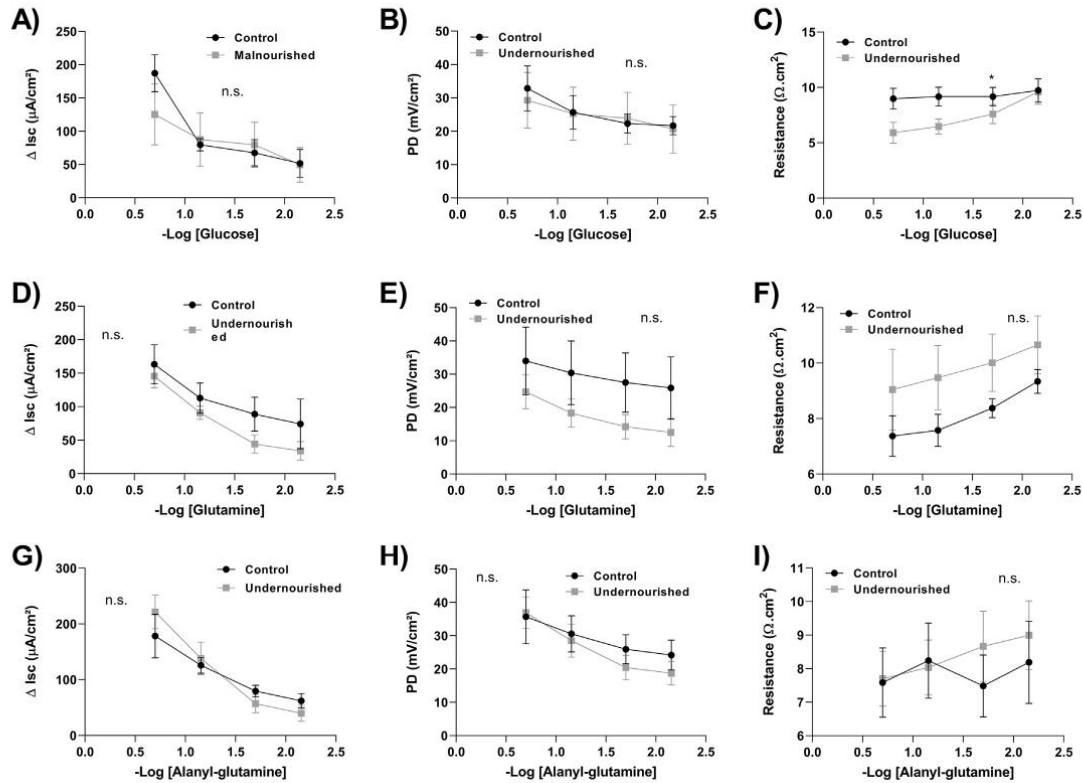 A)
Δ Isc (µA/cm²)
250
200
150
100
50
0
0.0 0.5 1.0 1.5 2.0 2.5
-Log [Glucose]
Control
Malnourished
n.s.
B)
PD (mV/cm²)
50
40
30
20
10
0
0.0 0.5 1.0 1.5 2.0 2.5
-Log [Glucose]
Control
Undernourished
n.s.
C)
Resistance (Ω.cm²)
15
10
5
0
0.0 0.5 1.0 1.5 2.0 2.5
-Log [Glucose]
Control
Undernourished
*
D)
Δ Isc (µA/cm²)
250
200
150
100
50
0
0.0 0.5 1.0 1.5 2.0 2.5
-Log [Glutamine]
Control
Undernourish
ed
n.s.
E)
PD (mV/cm²)
60
40
20
0
0.0 0.5 1.0 1.5 2.0 2.5
-Log [Glutamine]
Control
Undernourished
n.s.
F)
Resistance (Ω.cm²)
12
10
8
6
0.0 0.5 1.0 1.5 2.0 2.5
-Log [Glutamine]
Control
Undernourished
n.s.
G)
Δ Isc (µA/cm²)
300
200
100
0
0.0 0.5 1.0 1.5 2.0 2.5
-Log [Alanyl-glutamine]
Control
Undernourished
n.s.
H)
PD (mV/cm²)
50
40
30
20
10
0
0.0 0.5 1.0 1.5 2.0 2.5
-Log [Alanyl-glutamine]
Control
Undernourished
n.s.
I)
Resistance (Ω.cm²)
11
10
9
8
7
6
0.0 0.5 1.0 1.5 2.0 2.5
-Log [Alanyl-glutamine]
Control
Undernourished
n.s.